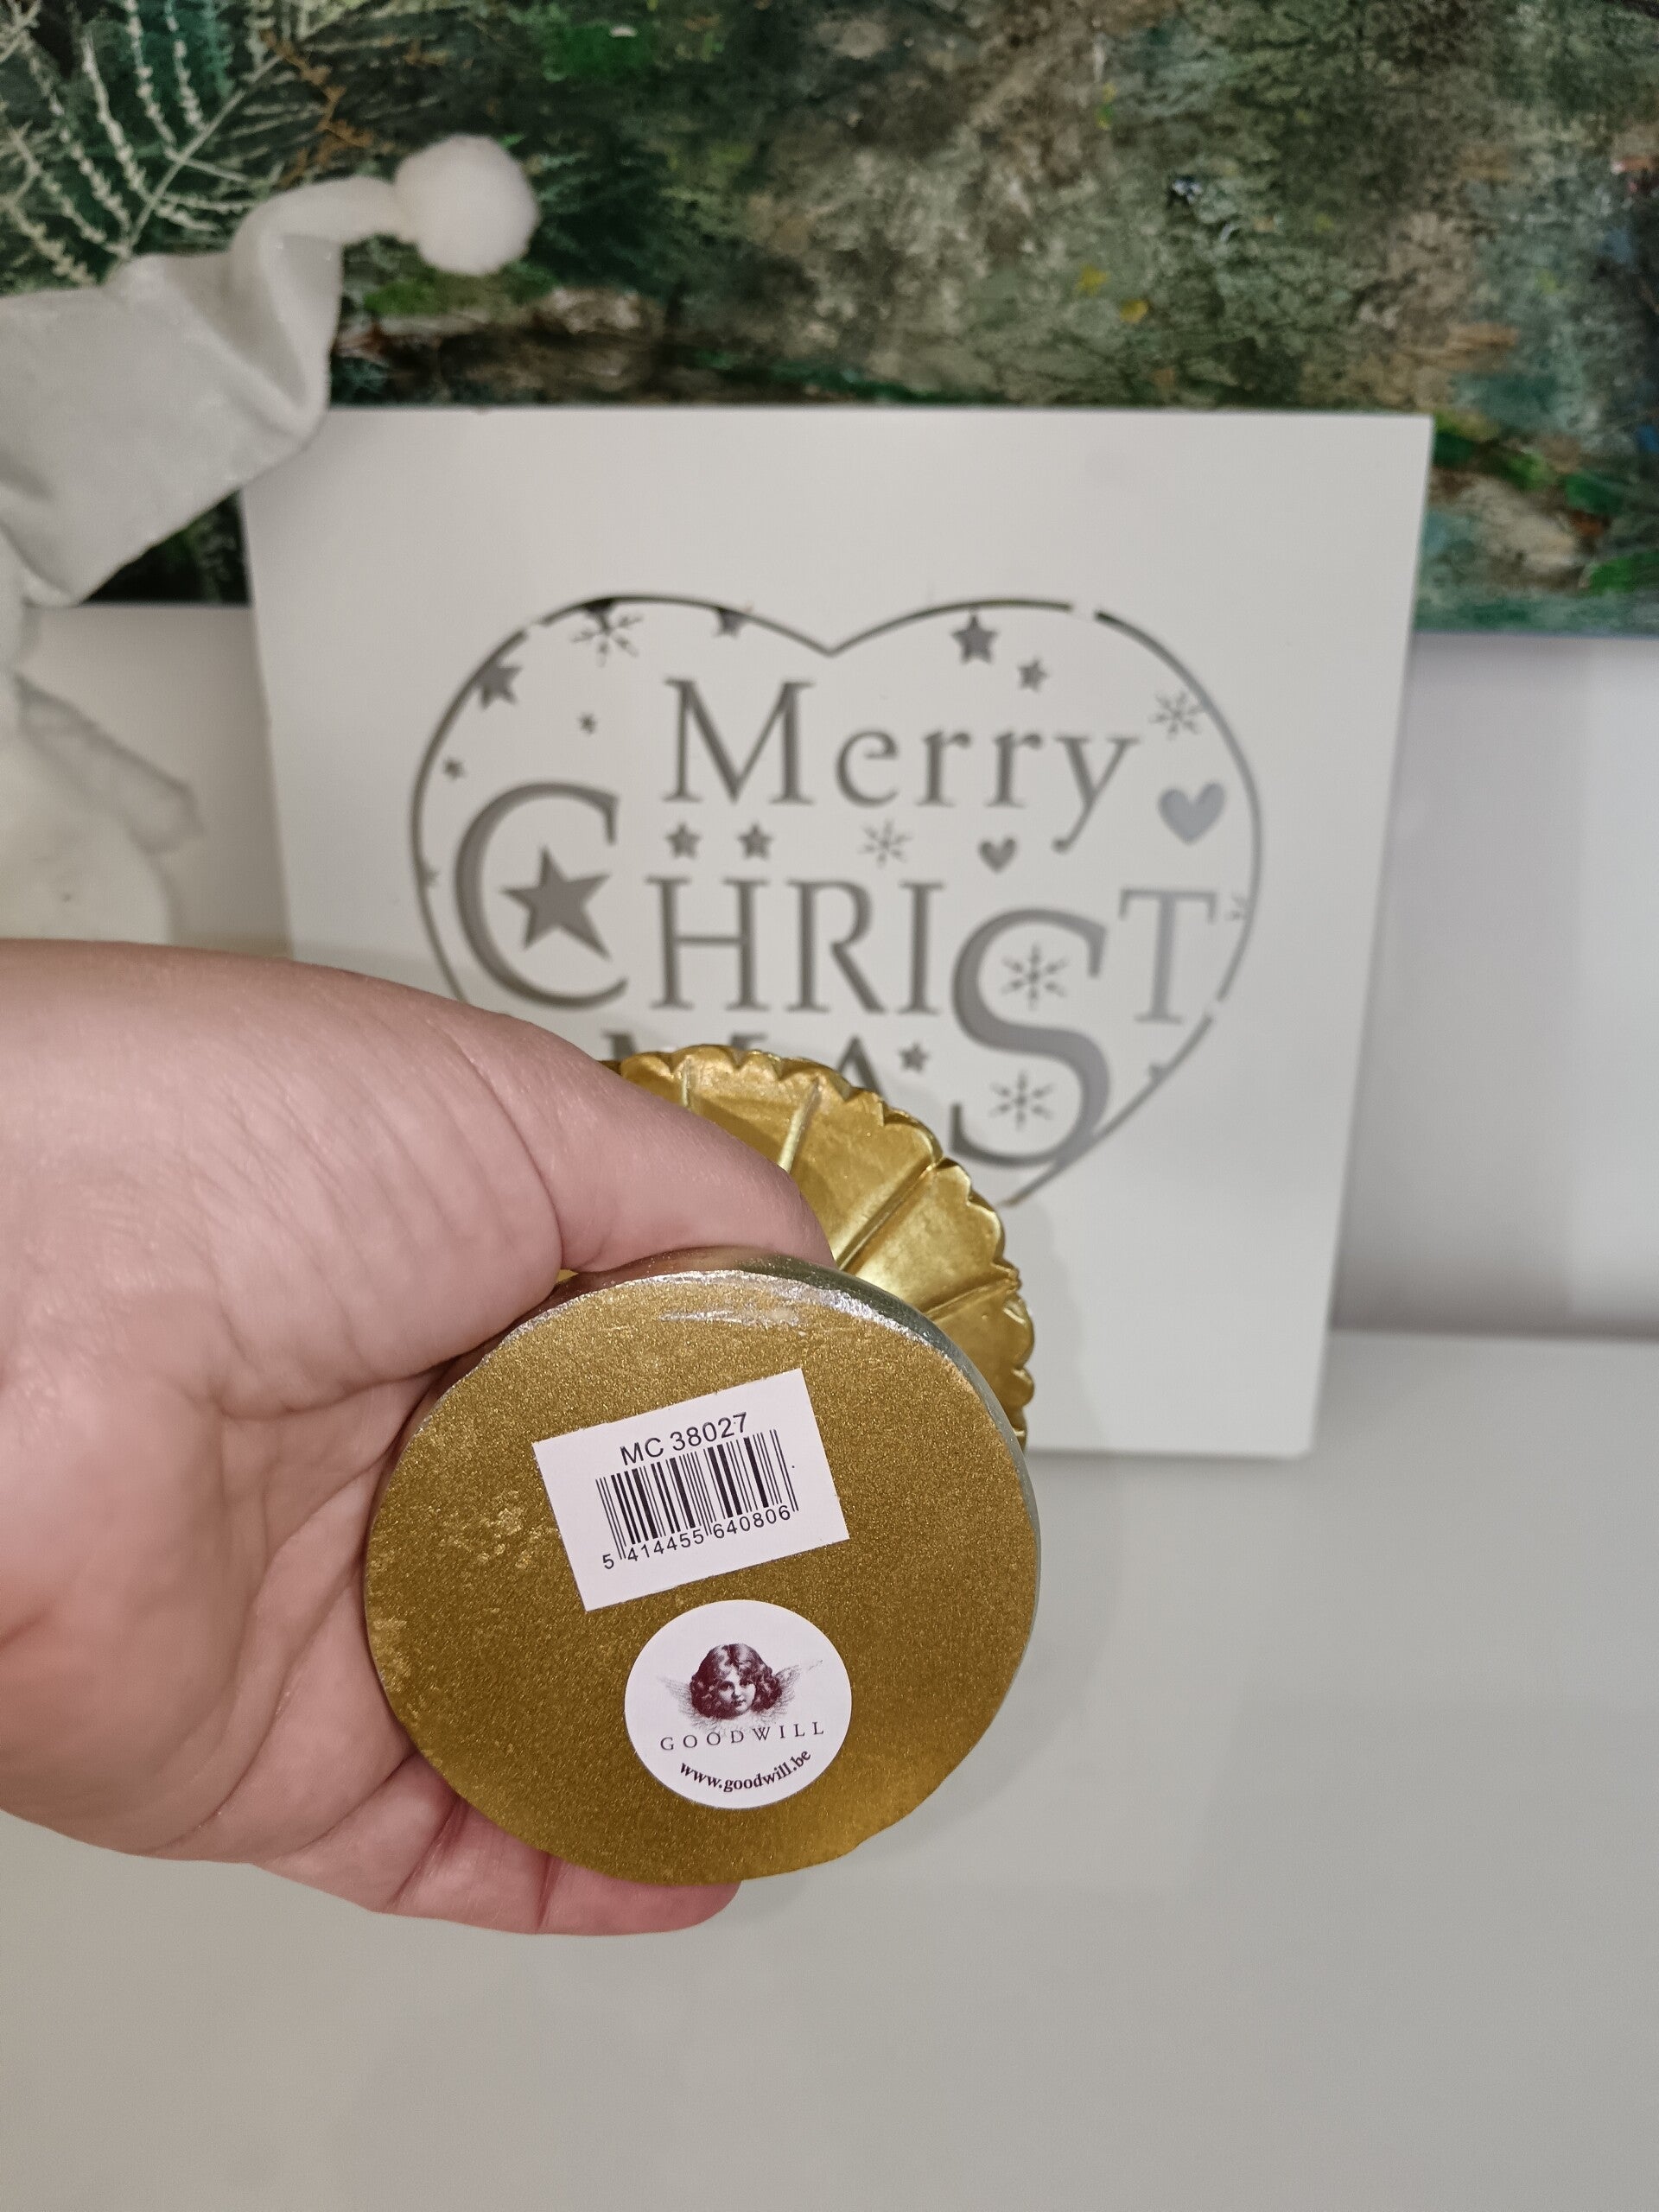 Merry
CHRIST
MAS
MC 38027
5 414455 640806
GOODWILL
www.goodwill.be